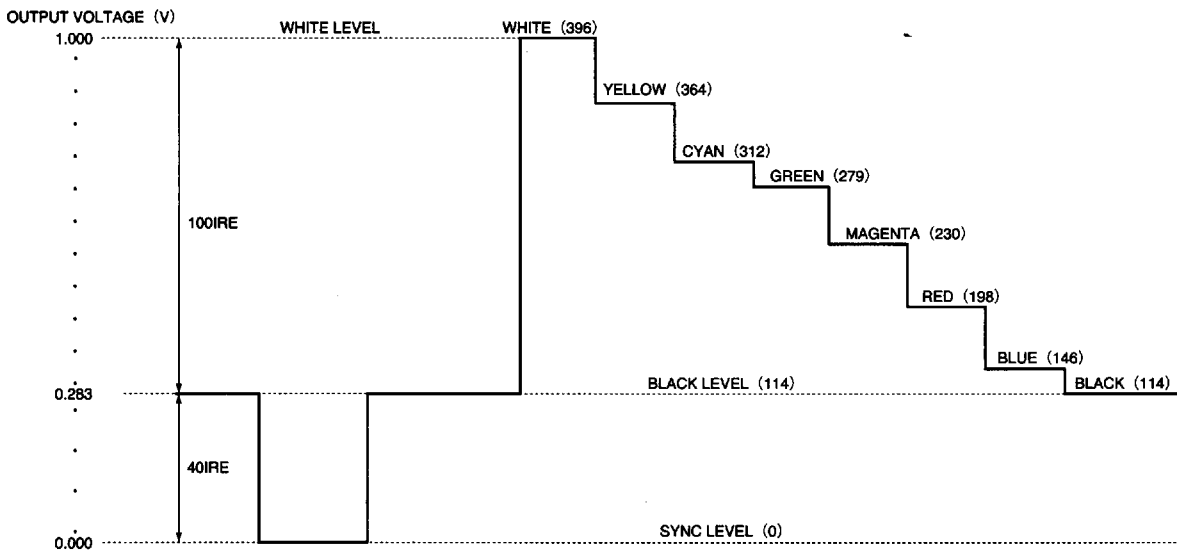 OUTPUT VOLTAGE (V)
WHITE LEVEL
WHITE (396)
1.000
YELLOW (364)
CYAN (312)
GREEN (279)
100IRE
MAGENTA (230)
RED (198)
BLUE (146)
BLACK LEVEL (114)
BLACK (114)
0.283
40IRE
SYNC LEVEL (0)
0.000